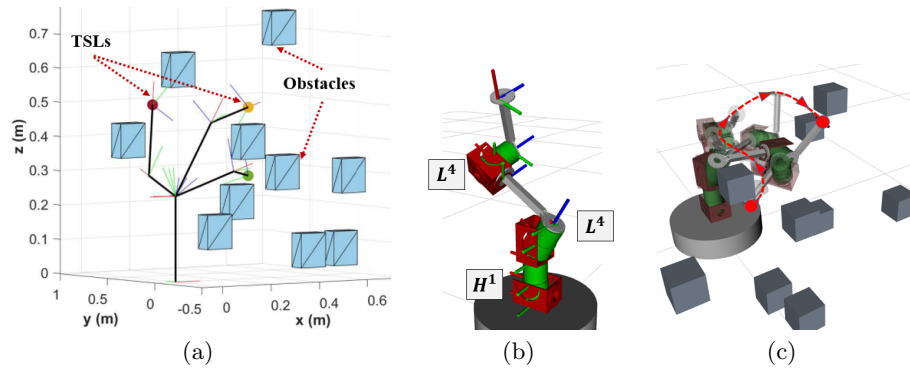 TSLs
Obstacles
z (m)
0.7
0.6
0.5
0.4
0.3
0.2
0.1
0
1
0.5
0
-0.5
y (m)
0
0.2
0.4
0.6
x (m)
(a)
L⁴
L⁴
H¹
(b)
(c)